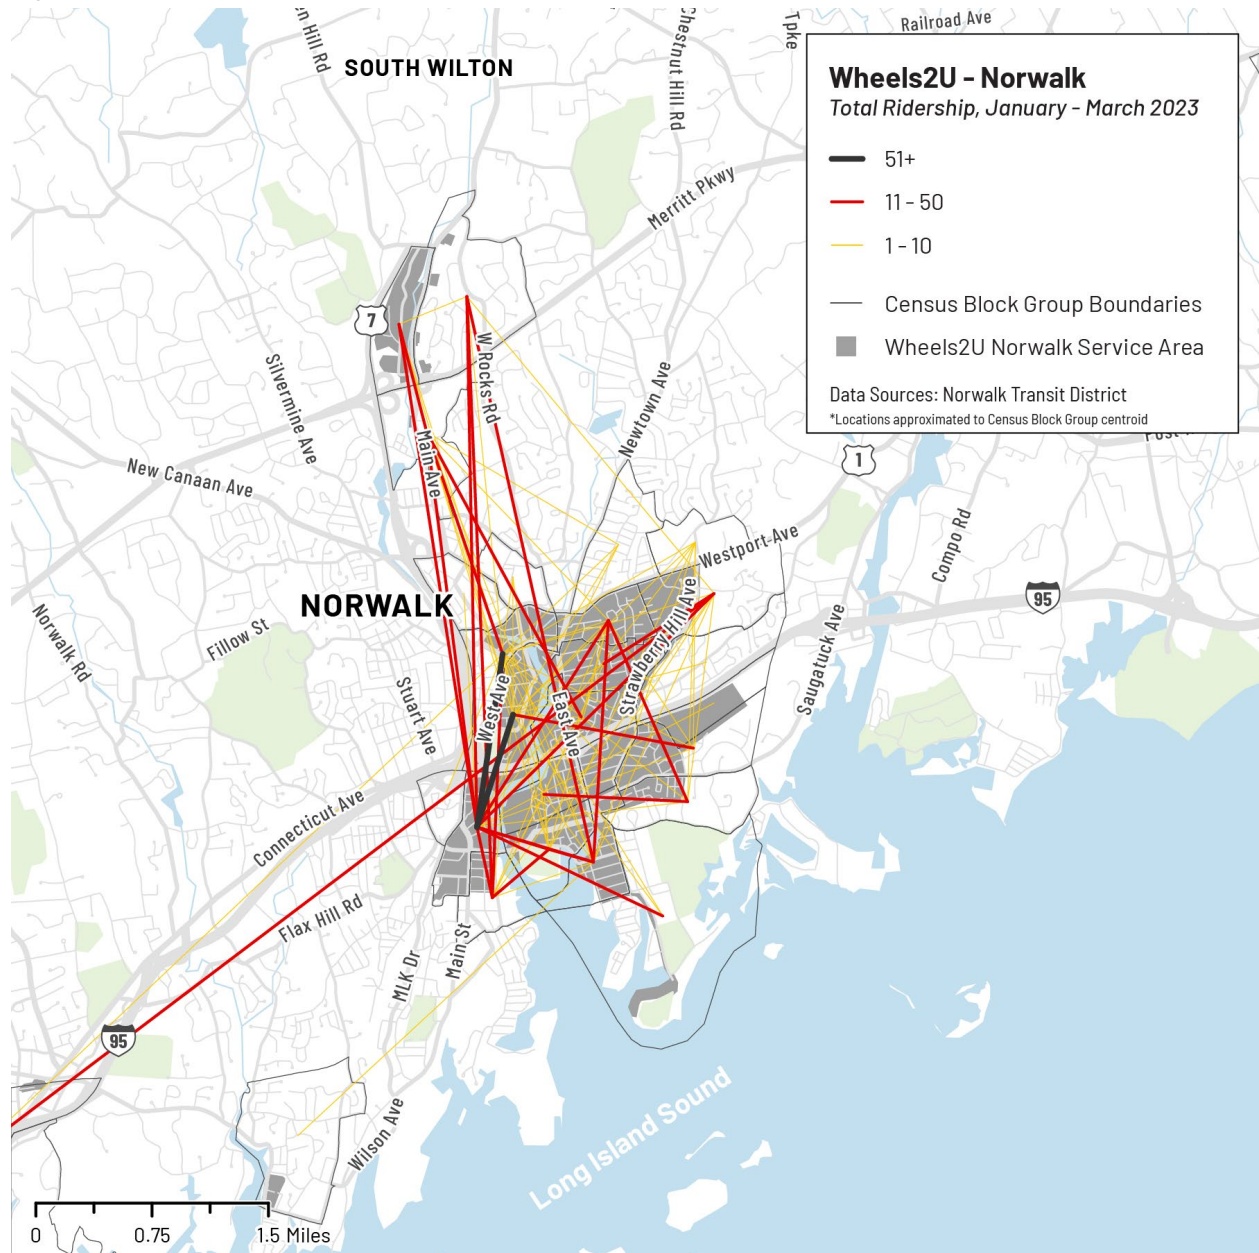 Railroad Ave
Tpke
SOUTH WILTON
Wheels2U - Norwalk
Total Ridership, January - March 2023
51+
11 - 50
1 - 10
Census Block Group Boundaries
Wheels2U Norwalk Service Area
Data Sources: Norwalk Transit District
*Locations approximated to Census Block Group centroid
Hill Rd
Chestnut Hill Rd
Merritt Pkwy
7
W Rocks Rd
Silvermine Ave
Newtown Ave
Main Ave
New Canaan Ave
1
Compo Rd
Westport Ave
95
NORWALK
Norwalk Rd
Fillow St
Strawberry Hill Ave
Saugatuck Ave
Stuart Ave
West Ave
East Ave
Connecticut Ave
Flax Hill Rd
MLK Dr
Main St
95
Wilson Ave
Long Island Sound
0
0.75
1.5 Miles